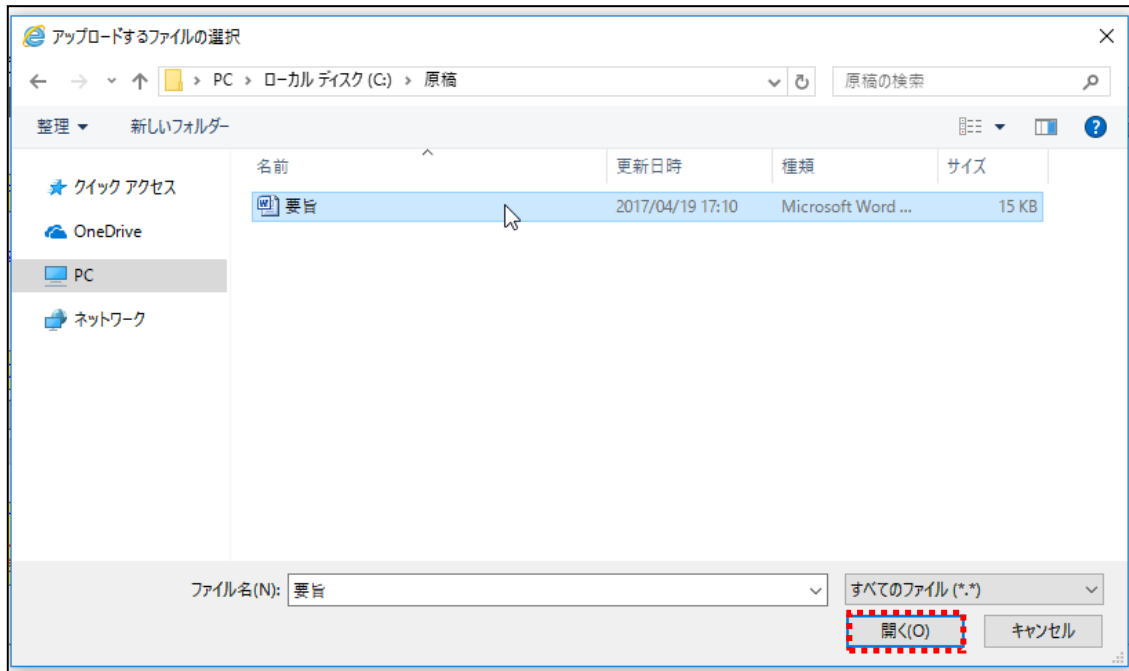 アップロードするファイルの選択
PC > ローカル ディスク (C:) > 原稿
原稿の検索
整理 新しいフォルダー
名前 更新日時 種類 サイズ
クイック アクセス
要旨 2017/04/19 17:10 Microsoft Word ... 15 KB
OneDrive
PC
ネットワーク
ファイル名(N): 要旨 すべてのファイル (*.*)
開く(O) キャンセル